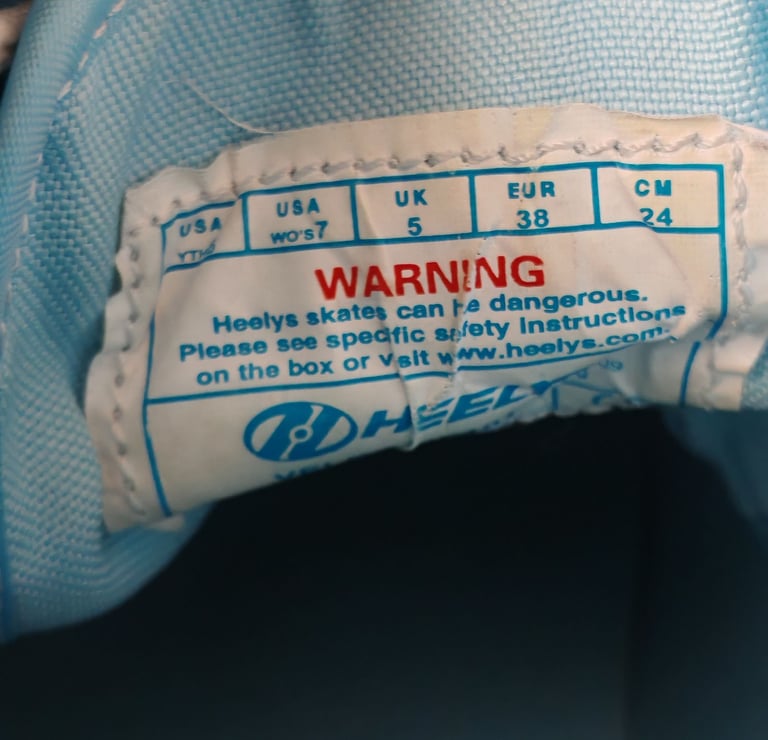 USA USA UK EUR CM
WO'S7 5 38 24
WARNING
Heelys skates can be dangerous.
Please see specific safety Instructions
on the box or visit www.heelys.com.
HEELY